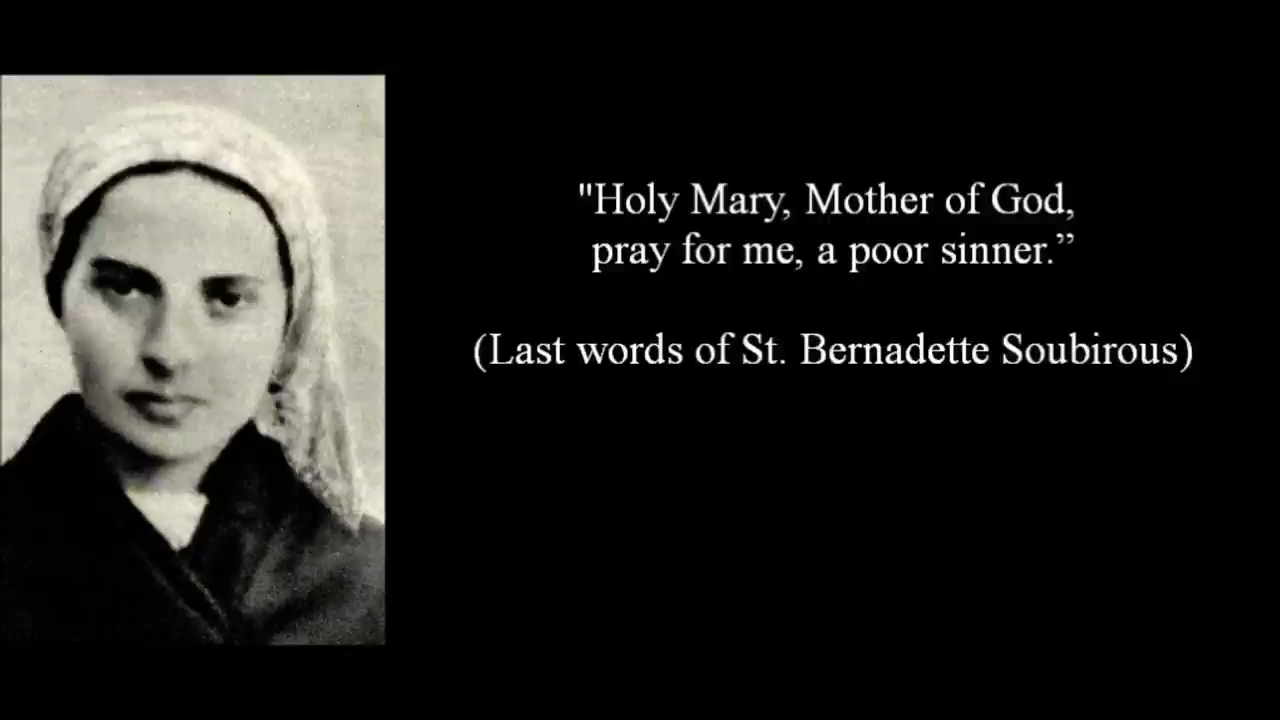 "Holy Mary, Mother of God,
pray for me, a poor sinner.”
(Last words of St. Bernadette Soubirous)